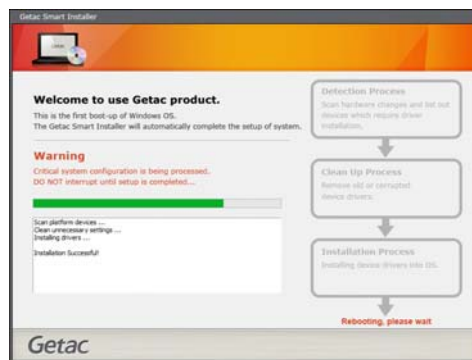 Getac Smart Installer
Getac
Welcome to use Getac product.
This is the first boot-up of Windows OS.
The Getac Smart Installer will automatically complete the setup of system.
Warning
Critical system configuration is being processed.
DO NOT interrupt until setup is completed....
Scan platform devices ...
Clean unnecessary settings ...
Installing drivers ...
Installation Successful!
Detection Process
Scan hardware changes and list out
devices which require driver
installation.
Clean Up Process
Remove old or corrupted
device drivers.
Installation Process
Installing device drivers into OS.
Rebooting, please wait
Getac